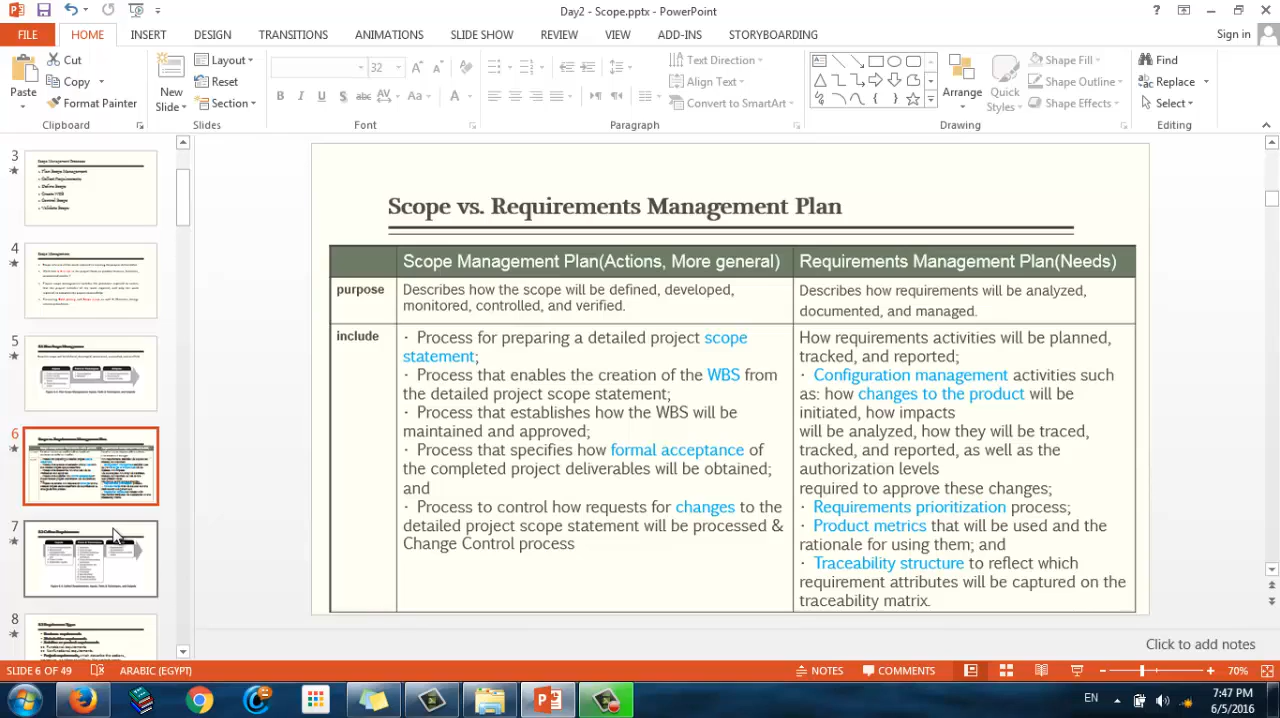 Day2 - Scope.pptx - PowerPoint
Sign in
FILE HOME INSERT DESIGN TRANSITIONS ANIMATIONS SLIDE SHOW REVIEW VIEW ADD-INS STORYBOARDING
Paste
Cut
Copy
Format Painter
Clipboard
New Slide
Layout
Reset
Section
Slides
32
Font
Text Direction
Align Text
Convert to SmartArt
Paragraph
Arrange
Quick Styles
Shape Fill
Shape Outline
Shape Effects
Drawing
Find
Replace
Select
Editing
3
4
5
6
7
8
Scope vs. Requirements Management Plan
Scope Management Plan(Actions, More general)
Requirements Management Plan(Needs)
purpose
Describes how the scope will be defined, developed,
monitored, controlled, and verified.
Describes how requirements will be analyzed,
documented, and managed.
include
· Process for preparing a detailed project scope
statement;
· Process that enables the creation of the WBS from
the detailed project scope statement;
· Process that establishes how the WBS will be
maintained and approved;
· Process that specifies how formal acceptance of
the completed project deliverables will be obtained,
and
· Process to control how requests for changes to the
detailed project scope statement will be processed &
Change Control process
How requirements activities will be planned,
tracked, and reported;
· Configuration management activities such
as: how changes to the product will be
initiated, how impacts
will be analyzed, how they will be traced,
tracked, and reported, as well as the
authorization levels
required to approve these changes;
· Requirements prioritization process;
· Product metrics that will be used and the
rationale for using them; and
· Traceability structure to reflect which
requirement attributes will be captured on the
traceability matrix.
Click to add notes
SLIDE 6 OF 49 ARABIC (EGYPT) NOTES COMMENTS 70%
EN
7:47 PM
6/5/2016